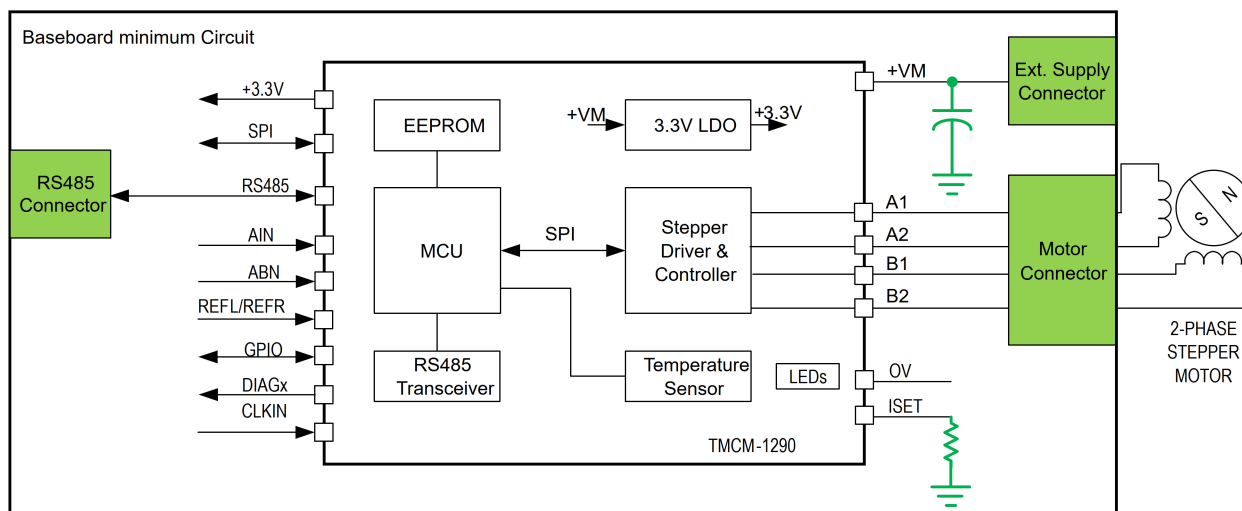 Baseboard minimum Circuit
+3.3V
SPI
RS485
Connector
RS485
AIN
ABN
REFL/REFR
GPIO
DIAGx
CLKIN
EEPROM
+VM
3.3V LDO
+3.3V
MCU
SPI
Stepper
Driver &
Controller
RS485
Transceiver
Temperature
Sensor
LEDs
TMCM-1290
+VM
A1
A2
B1
B2
OV
ISET
Ext. Supply
Connector
Motor
Connector
S
N
2-PHASE
STEPPER
MOTOR